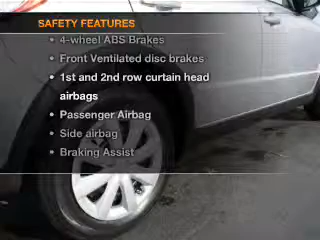 SAFETY FEATURES
• 4-wheel ABS Brakes
• Front Ventilated disc brakes
• 1st and 2nd row curtain head
airbags
• Passenger Airbag
• Side airbag
• Braking Assist